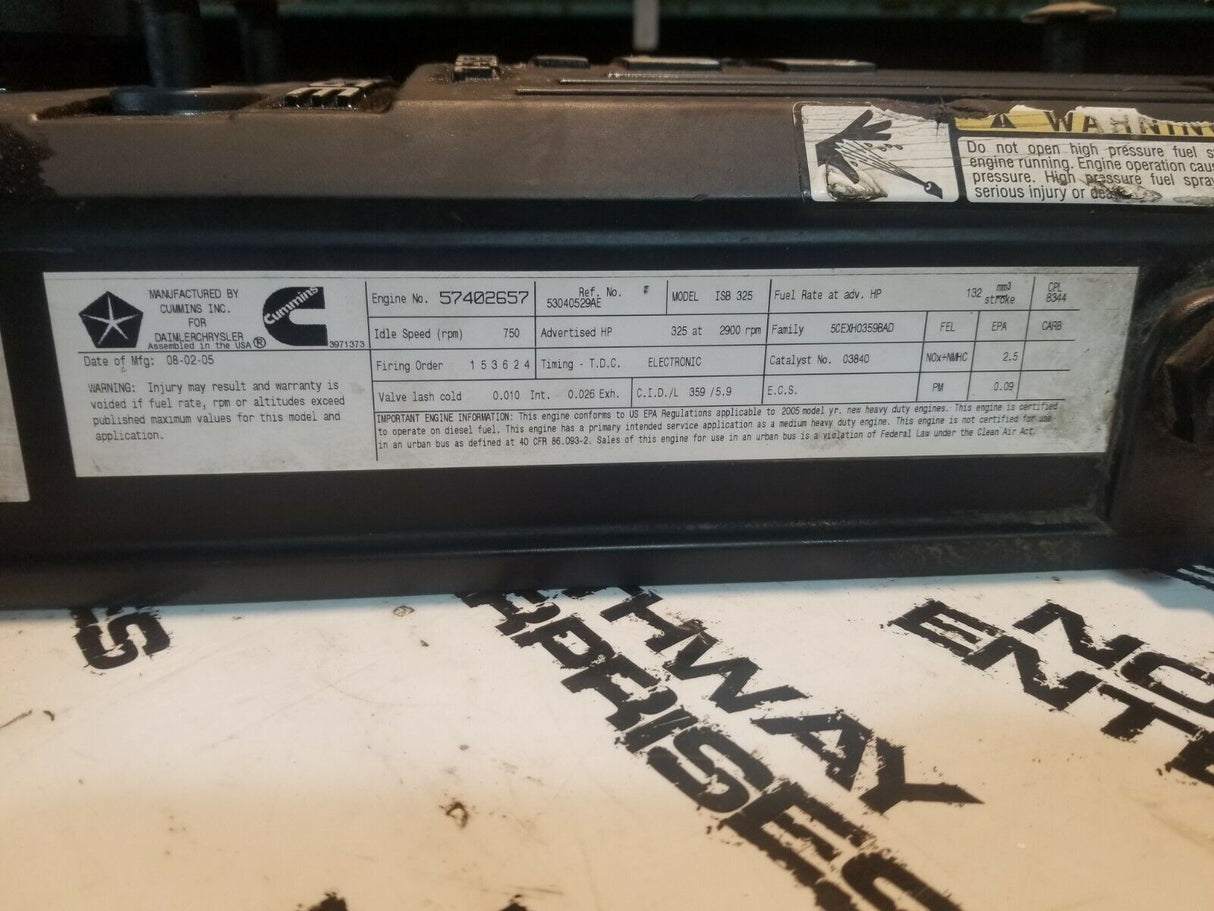 WARNIN
Do not open high pressure fuel s
engine running. Engine operation cau
pressure. High pressure fuel spra
serious injury or dea
MANUFACTURED BY
CUMMINS INC.
FOR
DAIMLERCHRYSLER
Assembled in the USA ®
Cummins
3971373
Date of Mfg: 08-02-05
WARNING: Injury may result and warranty is
voided if fuel rate, rpm or altitudes exceed
published maximum values for this model and
application.
Engine No. 57402657
Ref. No.
53040529AE
MODEL ISB 325
Fuel Rate at adv. HP 132 mm³ stroke
CPL
8344
Idle Speed (rpm) 750
Advertised HP 325 at 2900 rpm
Family 5CEXH0359BAD
FEL EPA CARB
Firing Order 1 5 3 6 2 4
Timing - T.D.C. ELECTRONIC
Catalyst No. 03840
NOx+NMHC 2.5
Valve lash cold 0.010 Int. 0.026 Exh.
C.I.D./L 359 /5.9
E.C.S.
PM 0.09
IMPORTANT ENGINE INFORMATION: This engine conforms to US EPA Regulations applicable to 2005 model yr. new heavy duty engines. This engine is certified
to operate on diesel fuel. This engine has a primary intended service application as a medium heavy duty engine. This engine is not certified for use
in an urban bus as defined at 40 CFR 86.093-2. Sales of this engine for use in an urban bus is a violation of Federal Law under the Clean Air Act.
S
HWAY
RPRISES
NO
ENTE